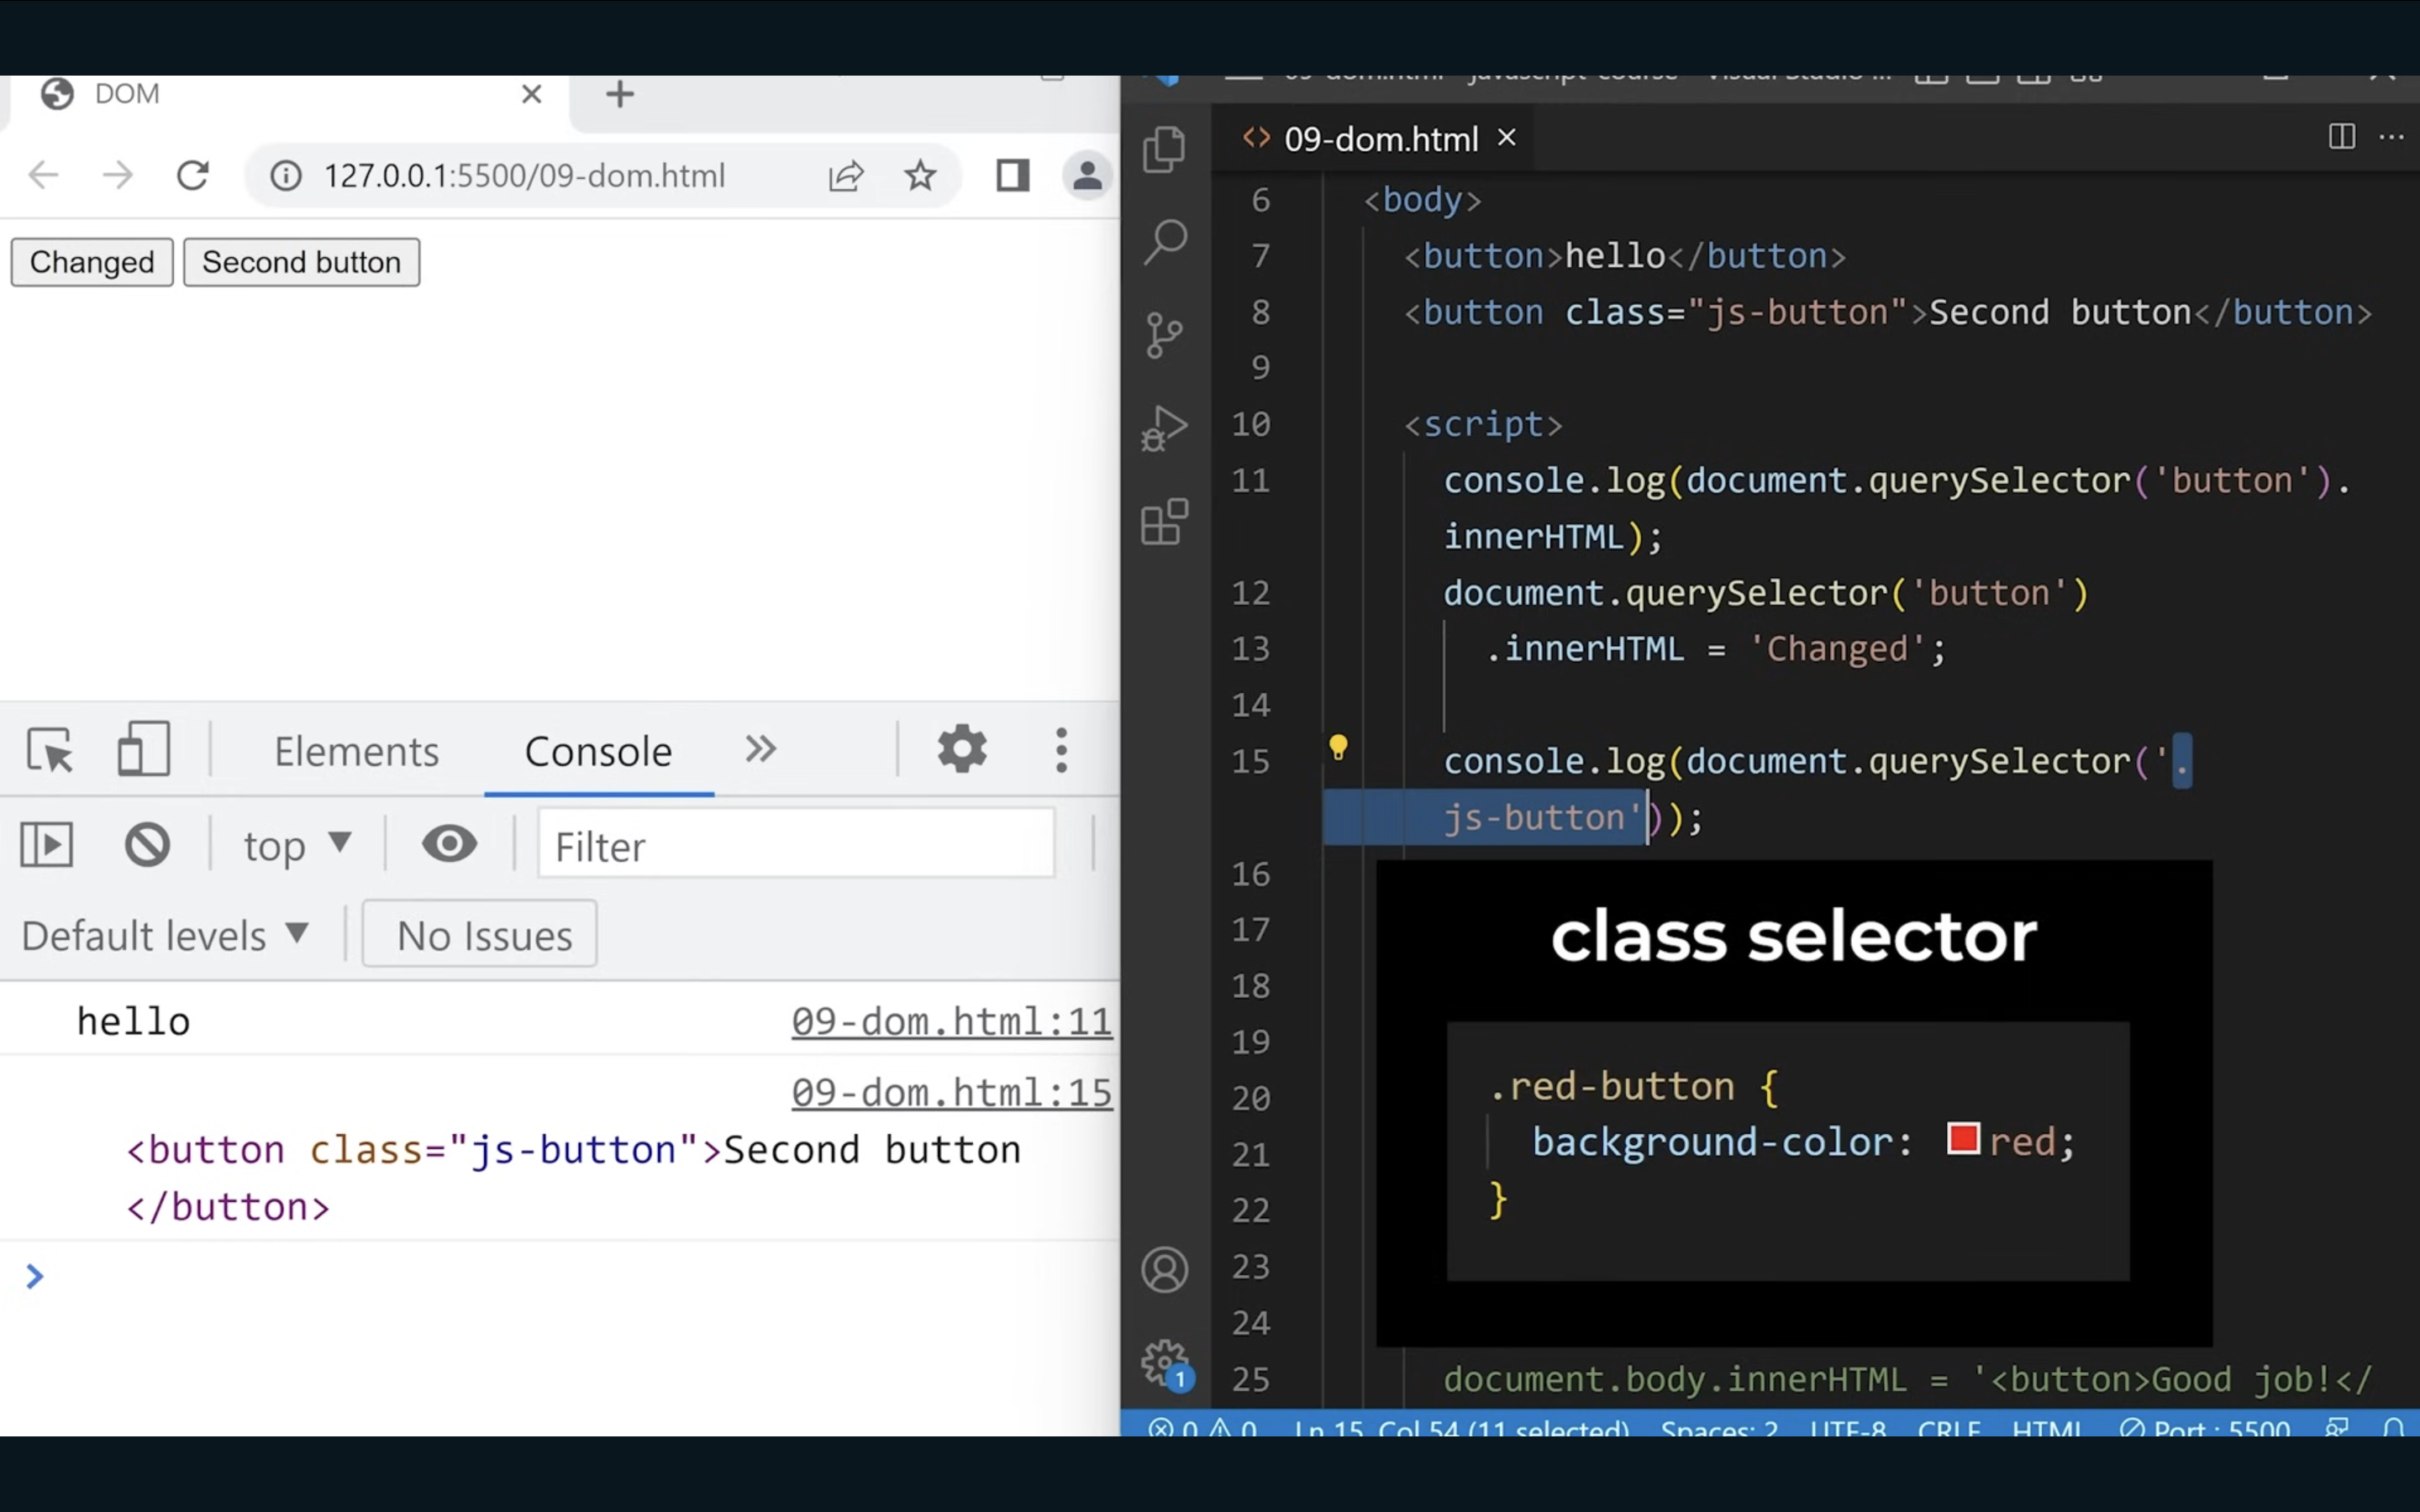 DOM
127.0.0.1:5500/09-dom.html
Changed Second button
Elements Console
top Filter
Default levels No Issues
hello 09-dom.html:11
09-dom.html:15
<button class="js-button">Second button
</button>
09-dom.html
6 <body>
7 <button>hello</button>
8 <button class="js-button">Second button</button>
9
10 <script>
11 console.log(document.querySelector('button').
innerHTML);
12 document.querySelector('button')
13 .innerHTML = 'Changed';
14
15 console.log(document.querySelector('.
js-button'));
16
17
18
19
20
21
22
23
24
class selector
.red-button {
background-color: red;
}
25 document.body.innerHTML = '<button>Good job!</
1
0 0 Ln 15, Col 54 (11 selected) Spaces: 2 UTF-8 CRLF HTML Port : 5500